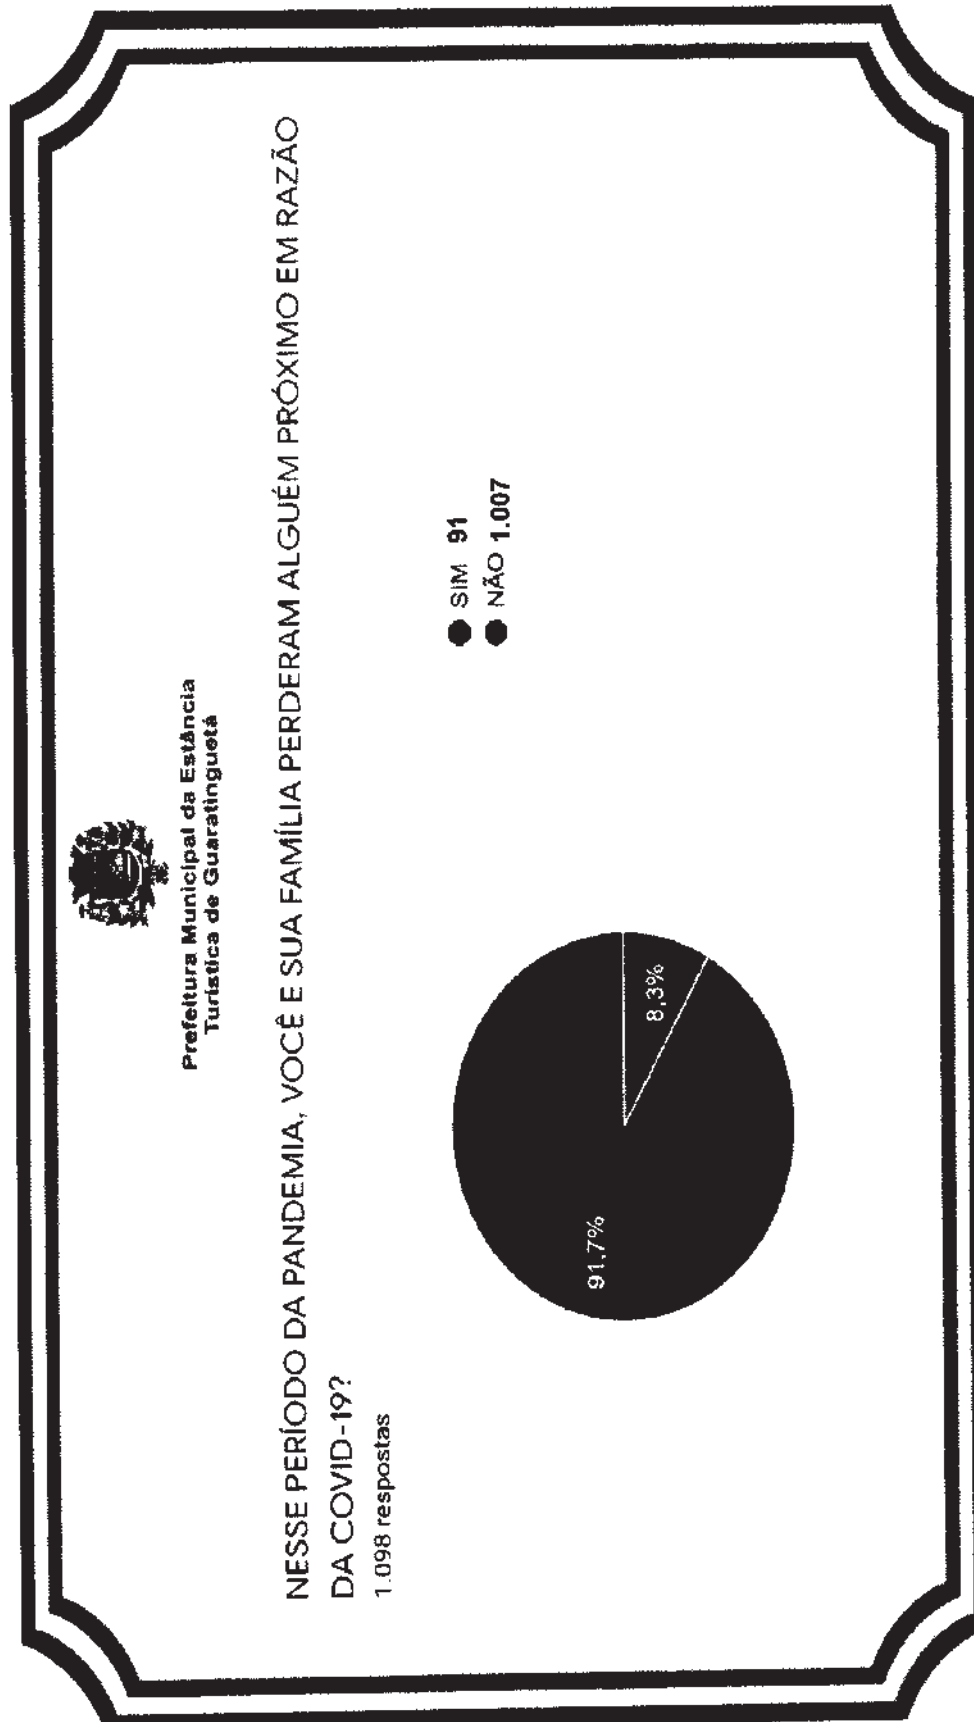 Prefeitura Municipal da Estância
Turística de Guaratinguetá
NESSE PERÍODO DA PANDEMIA, VOCÊ E SUA FAMÍLIA PERDERAM ALGUÉM PRÓXIMO EM RAZÃO
DA COVID-19?
1.098 respostas
SIM 91
NÃO 1.007
91,7%
8,3%